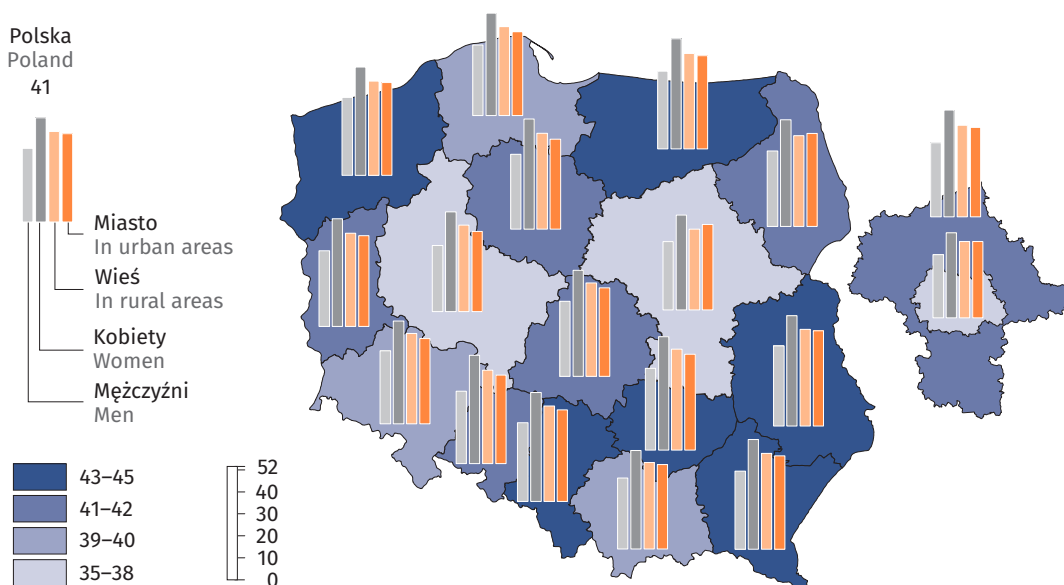 Polska
Poland
41
Miasto
In urban areas
Wieś
In rural areas
Kobiety
Women
Mężczyźni
Men
43–45
41–42
39–40
35–38
52
40
30
20
10
0